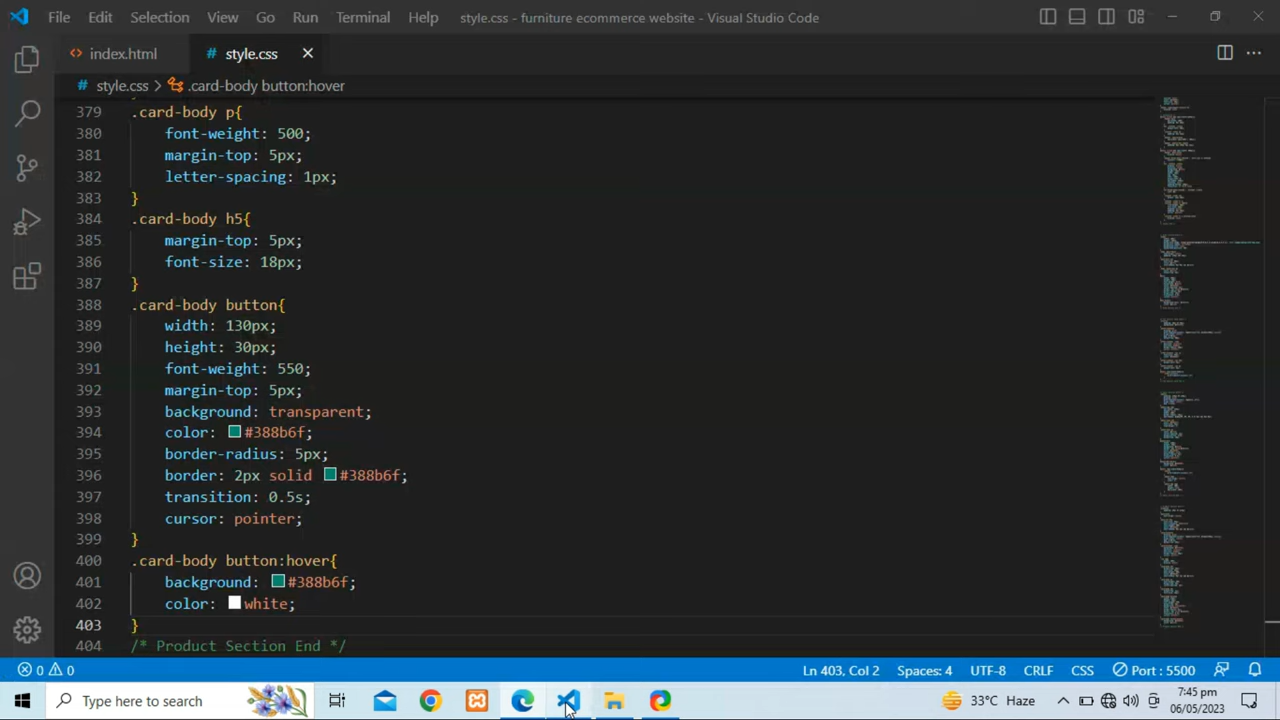 File Edit Selection View Go Run Terminal Help style.css - furniture ecommerce website - Visual Studio Code
index.html style.css
style.css > .card-body button:hover
379 .card-body p{
380 font-weight: 500;
381 margin-top: 5px;
382 letter-spacing: 1px;
383 }
384 .card-body h5{
385 margin-top: 5px;
386 font-size: 18px;
387 }
388 .card-body button{
389 width: 130px;
390 height: 30px;
391 font-weight: 550;
392 margin-top: 5px;
393 background: transparent;
394 color: #388b6f;
395 border-radius: 5px;
396 border: 2px solid #388b6f;
397 transition: 0.5s;
398 cursor: pointer;
399 }
400 .card-body button:hover{
401 background: #388b6f;
402 color: white;
403 }
404 /* Product Section End */
0 0 Ln 403, Col 2 Spaces: 4 UTF-8 CRLF CSS Port : 5500
Type here to search 33°C Haze 7:45 pm
06/05/2023